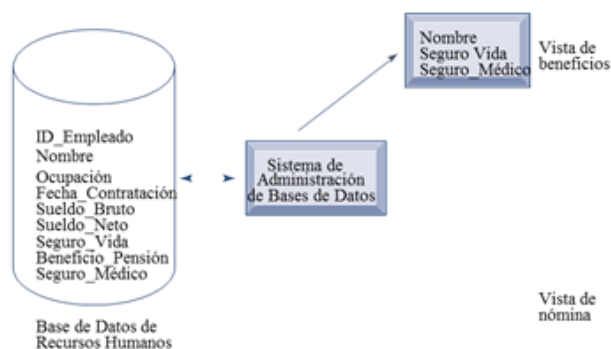 ID_Empleado
Nombre
Ocupación
Fecha_Contratación
Sueldo_Bruto
Sueldo_Neto
Seguro_Vida
Beneficio_Pensión
Seguro_Médico
Base de Datos de
Recursos Humanos
Sistema de
Administración
de Bases de Datos
Nombre
Seguro Vida
Seguro_Médico
Vista de
beneficios
Vista de
nómina